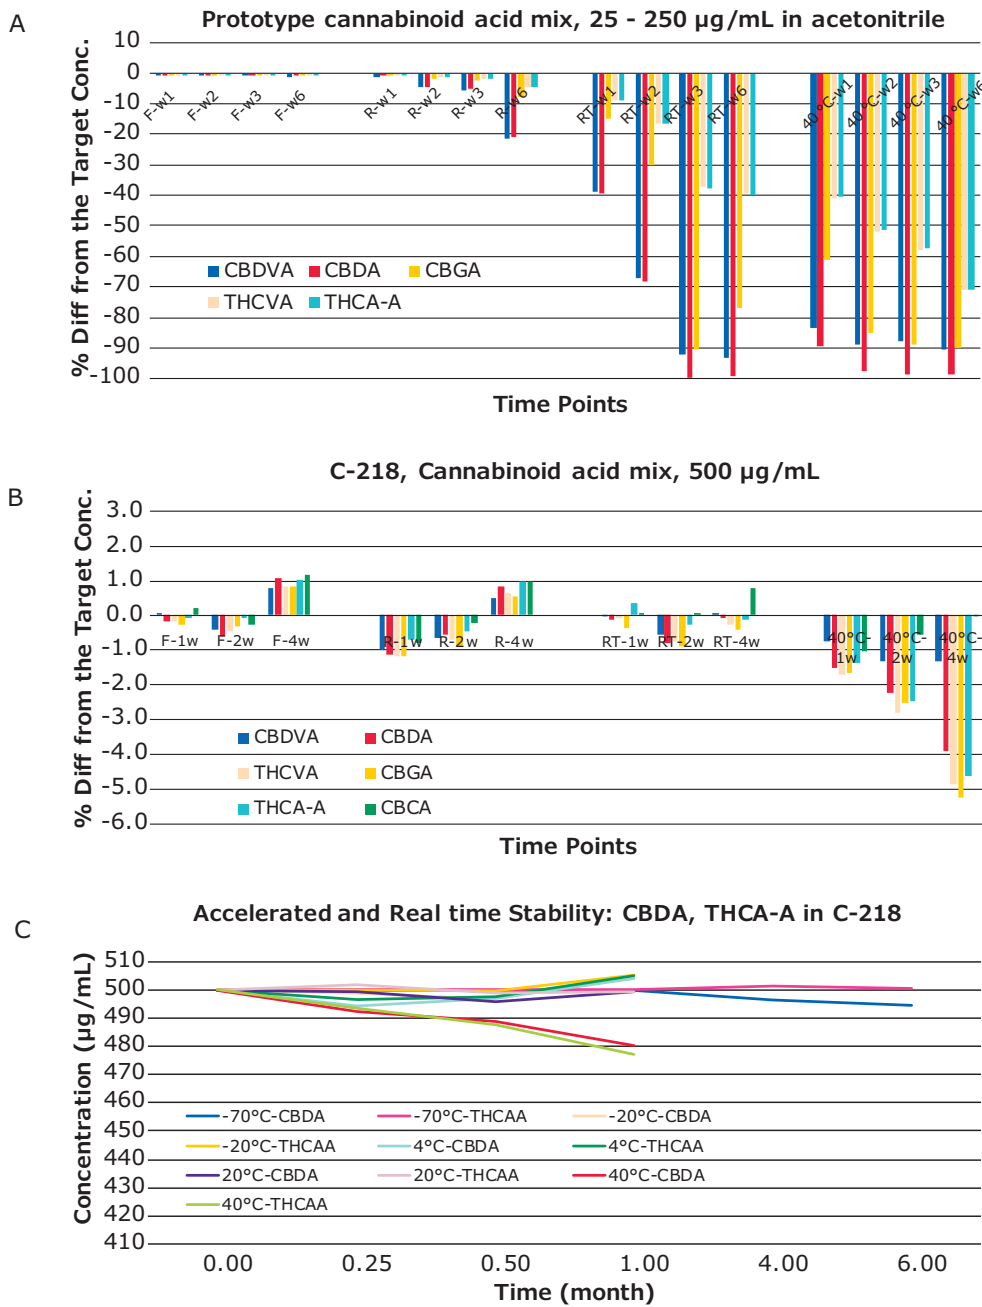 A
Prototype cannabinoid acid mix, 25 - 250 µg/mL in acetonitrile
% Diff from the Target Conc.
10
0
-10
-20
-30
-40
-50
-60
-70
-80
-90
-100
F-w1 F-w2 F-w3 F-w6 R-w1 R-w2 R-w3 R-w6 RT-w1 RT-w2 RT-w3 RT-w6 40 °C-w1 40 °C-w2 40 °C-w3 40 °C-w6
CBDVA CBDA CBGA
THCVA THCA-A
Time Points
B
C-218, Cannabinoid acid mix, 500 µg/mL
% Diff from the Target Conc.
3.0
2.0
1.0
0.0
-1.0
-2.0
-3.0
-4.0
-5.0
-6.0
F-1w F-2w F-4w R-1w R-2w R-4w RT-1w RT-2w RT-4w 40°C- 40°C- 40°C-
1w 2w 4w
CBDVA CBDA
THCVA CBGA
THCA-A CBCA
Time Points
C
Accelerated and Real time Stability: CBDA, THCA-A in C-218
Concentration (µg/mL)
510
500
490
480
470
460
450
440
430
420
410
-70°C-CBDA -70°C-THCAA -20°C-CBDA
-20°C-THCAA 4°C-CBDA 4°C-THCAA
20°C-CBDA 20°C-THCAA 40°C-CBDA
40°C-THCAA
0.00 0.25 0.50 1.00 4.00 6.00
Time (month)